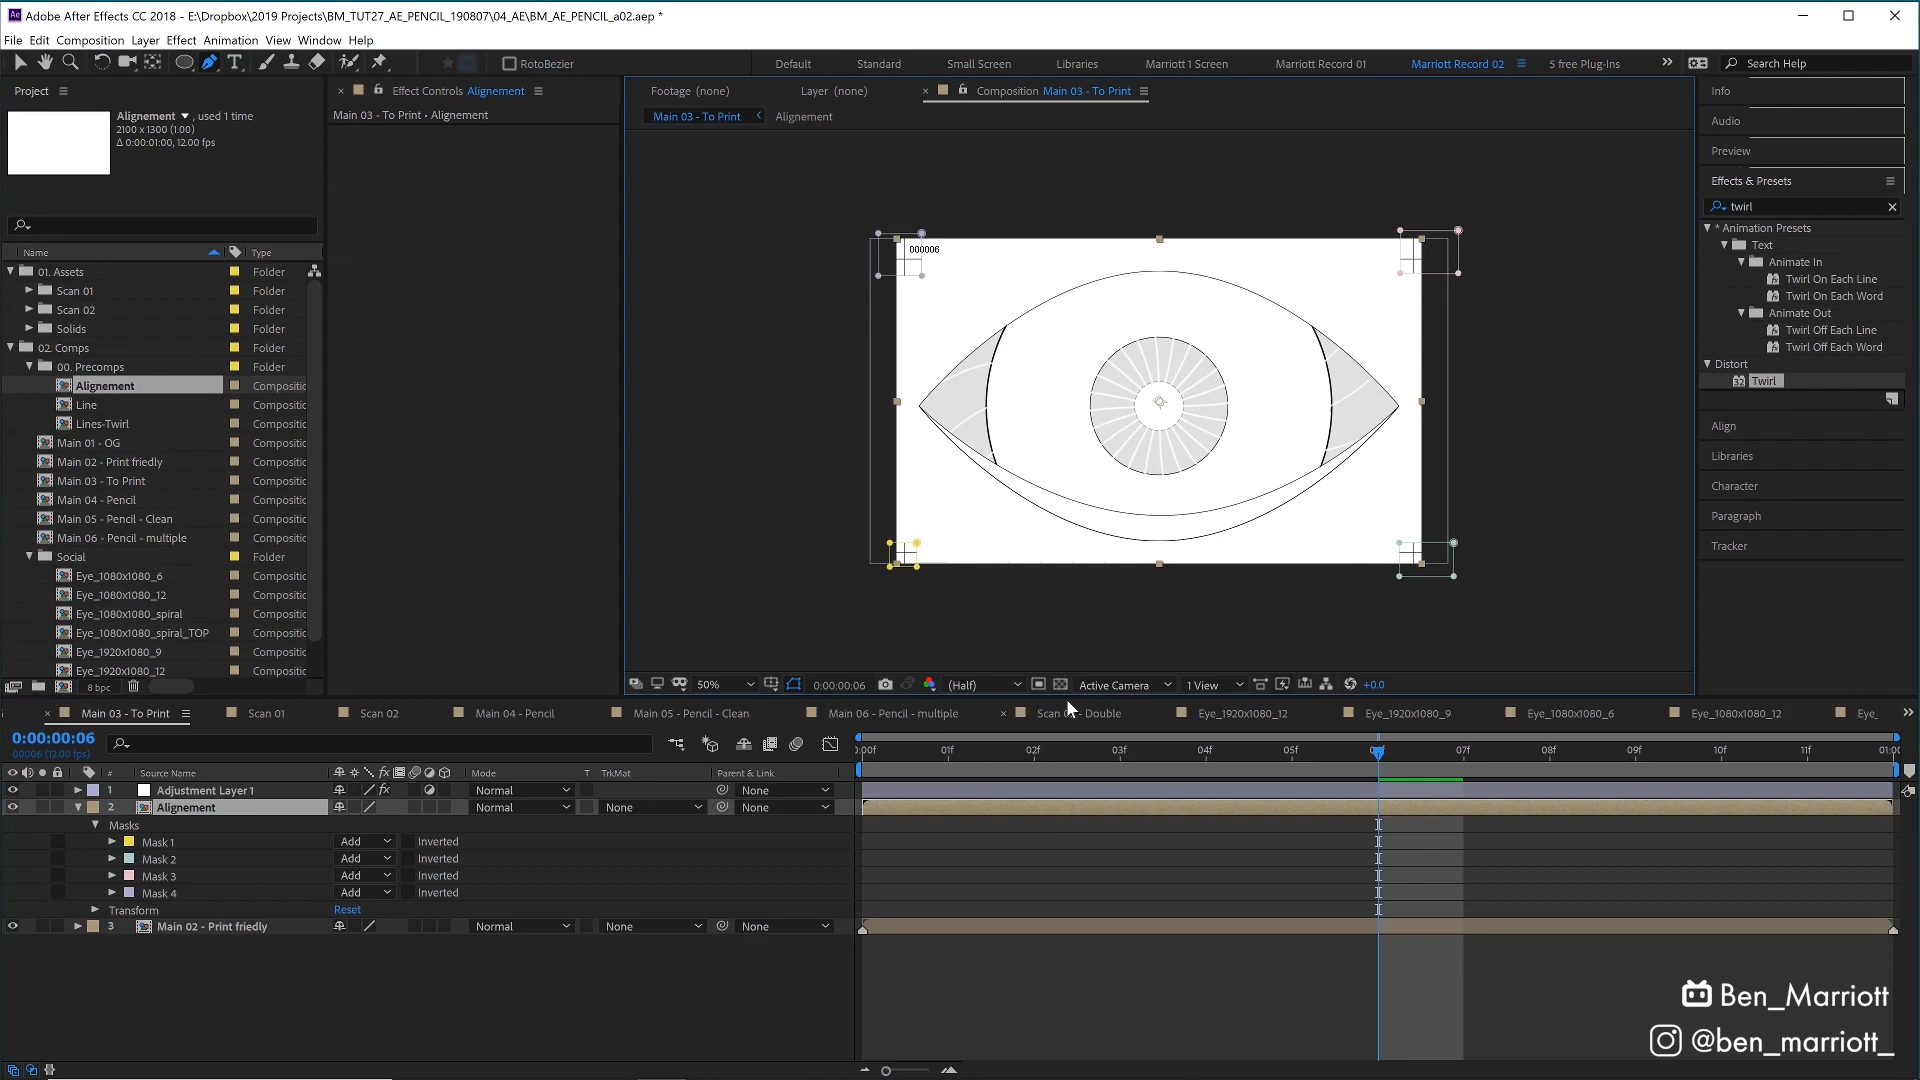 Adobe After Effects CC 2018 - E:\Dropbox\2019 Projects\BM_TUT27_AE_PENCIL_190807\04_AE\BM_AE_PENCIL_a02.aep *
File Edit Composition Layer Effect Animation View Window Help
RotoBezier
Default Standard Small Screen Libraries Marriott 1 Screen Marriott Record 01 Marriott Record 02 5 free Plug-Ins Search Help
Project
Effect Controls Alignement
Footage (none) Layer (none) Composition Main 03 - To Print
Info
Main 03 - To Print • Alignement
Main 03 - To Print Alignement
Alignement , used 1 time
2100 x 1300 (1.00)
Δ 0:00:01:00, 12.00 fps
Audio
Preview
Effects & Presets
twirl
* Animation Presets
Text
Animate In
Twirl On Each Line
Twirl On Each Word
Animate Out
Twirl Off Each Line
Twirl Off Each Word
Distort
32 Twirl
Align
Libraries
Character
Paragraph
Tracker
Name Type
01. Assets Folder
Scan 01 Folder
Scan 02 Folder
Solids Folder
02. Comps Folder
00. Precomps Folder
Alignement Compositic
Line Compositic
Lines-Twirl Compositic
Main 01 - OG Compositic
Main 02 - Print friedly Compositic
Main 03 - To Print Compositic
Main 04 - Pencil Compositic
Main 05 - Pencil - Clean Compositic
Main 06 - Pencil - multiple Compositic
Social Folder
Eye_1080x1080_6 Compositic
Eye_1080x1080_12 Compositic
Eye_1080x1080_spiral Compositic
Eye_1080x1080_spiral_TOP Compositic
Eye_1920x1080_9 Compositic
Eye_1920x1080_12 Compositic
8 bpc
000006
50% 0:00:00:06 (Half) Active Camera 1 View +0.0
Main 03 - To Print Scan 01 Scan 02 Main 04 - Pencil Main 05 - Pencil - Clean Main 06 - Pencil - multiple Scan - Double Eye_1920x1080_12 Eye_1920x1080_9 Eye_1080x1080_6 Eye_1080x1080_12 Eye_
0:00:00:06
00006 (12.00 fps)
:00f 01f 02f 03f 04f 05f 07f 08f 09f 10f 11f 01:00
# Source Name Mode T TrkMat Parent & Link
1 Adjustment Layer 1 Normal None
2 Alignement Normal None None
Masks
Mask 1 Add Inverted
Mask 2 Add Inverted
Mask 3 Add Inverted
Mask 4 Add Inverted
Transform Reset
3 Main 02 - Print friedly Normal None None
Ben_Marriott
@ben_marriott_